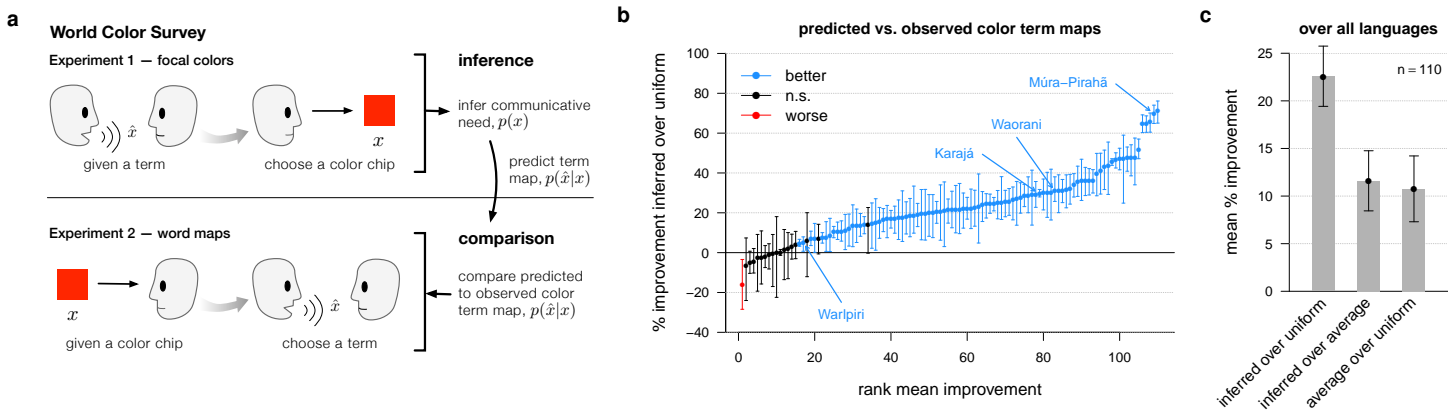 a
World Color Survey
Experiment 1 — focal colors
x̂
given a term
x
choose a color chip
inference
infer communicative
need, p(x)
predict term
map, p(x̂|x)
Experiment 2 — word maps
x
given a color chip
x̂
choose a term
comparison
compare predicted
to observed color
term map, p(x̂|x)
b
predicted vs. observed color term maps
% improvement inferred over uniform
100
80
60
40
20
0
−20
−40
better
n.s.
worse
Múra−Pirahã
Waorani
Karajá
Warlpiri
0 20 40 60 80 100
rank mean improvement
c
over all languages
n = 110
mean % improvement
25
20
15
10
5
0
inferred over uniform
inferred over average
average over uniform